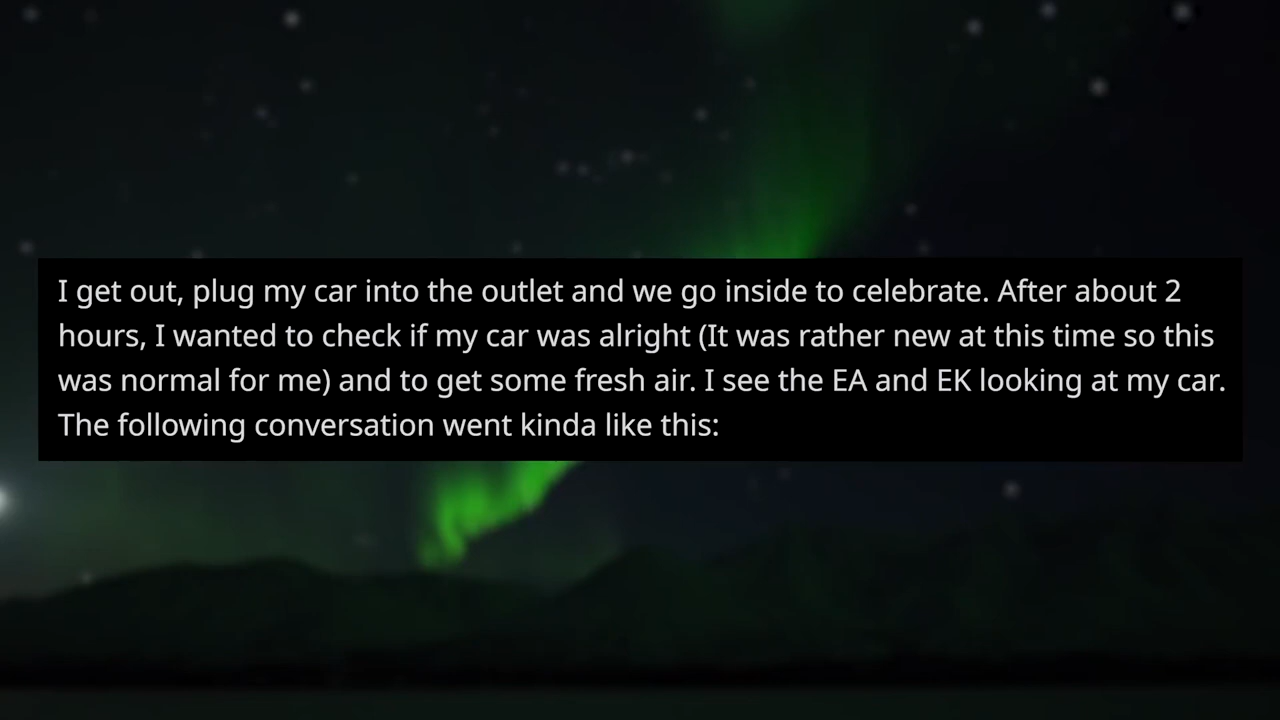 I get out, plug my car into the outlet and we go inside to celebrate. After about 2
hours, I wanted to check if my car was alright (It was rather new at this time so this
was normal for me) and to get some fresh air. I see the EA and EK looking at my car.
The following conversation went kinda like this: